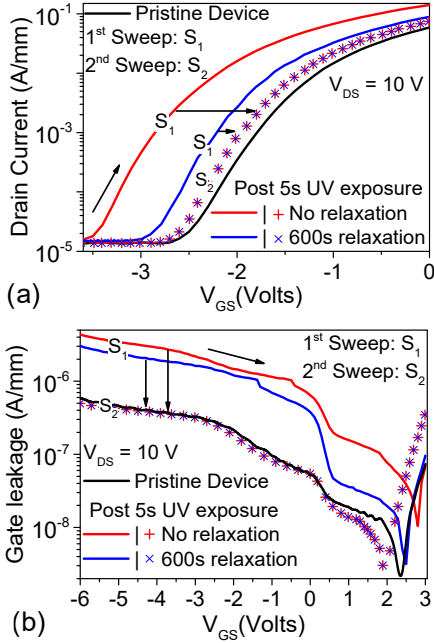 Pristine Device
1st Sweep: S1
2nd Sweep: S2
VDS = 10 V
S1
S1
S2
Post 5s UV exposure
| + No relaxation
| × 600s relaxation
Drain Current (A/mm)
10-1
10-3
10-5
-3 -2 -1 0
VGS(Volts)
(a)
S1
1st Sweep: S1
2nd Sweep: S2
S2
VDS = 10 V
Pristine Device
Post 5s UV exposure
| + No relaxation
| × 600s relaxation
Gate leakage (A/mm)
10-6
10-7
10-8
-6 -5 -4 -3 -2 -1 0 1 2 3
VGS(Volts)
(b)